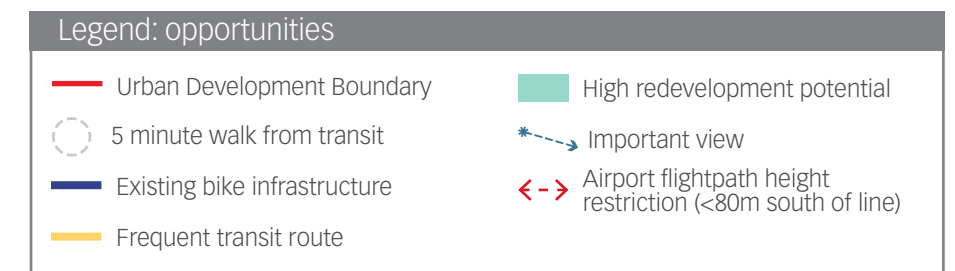 Legend: opportunities
Urban Development Boundary
5 minute walk from transit
Existing bike infrastructure
Frequent transit route
High redevelopment potential
Important view
Airport flightpath height
restriction (<80m south of line)